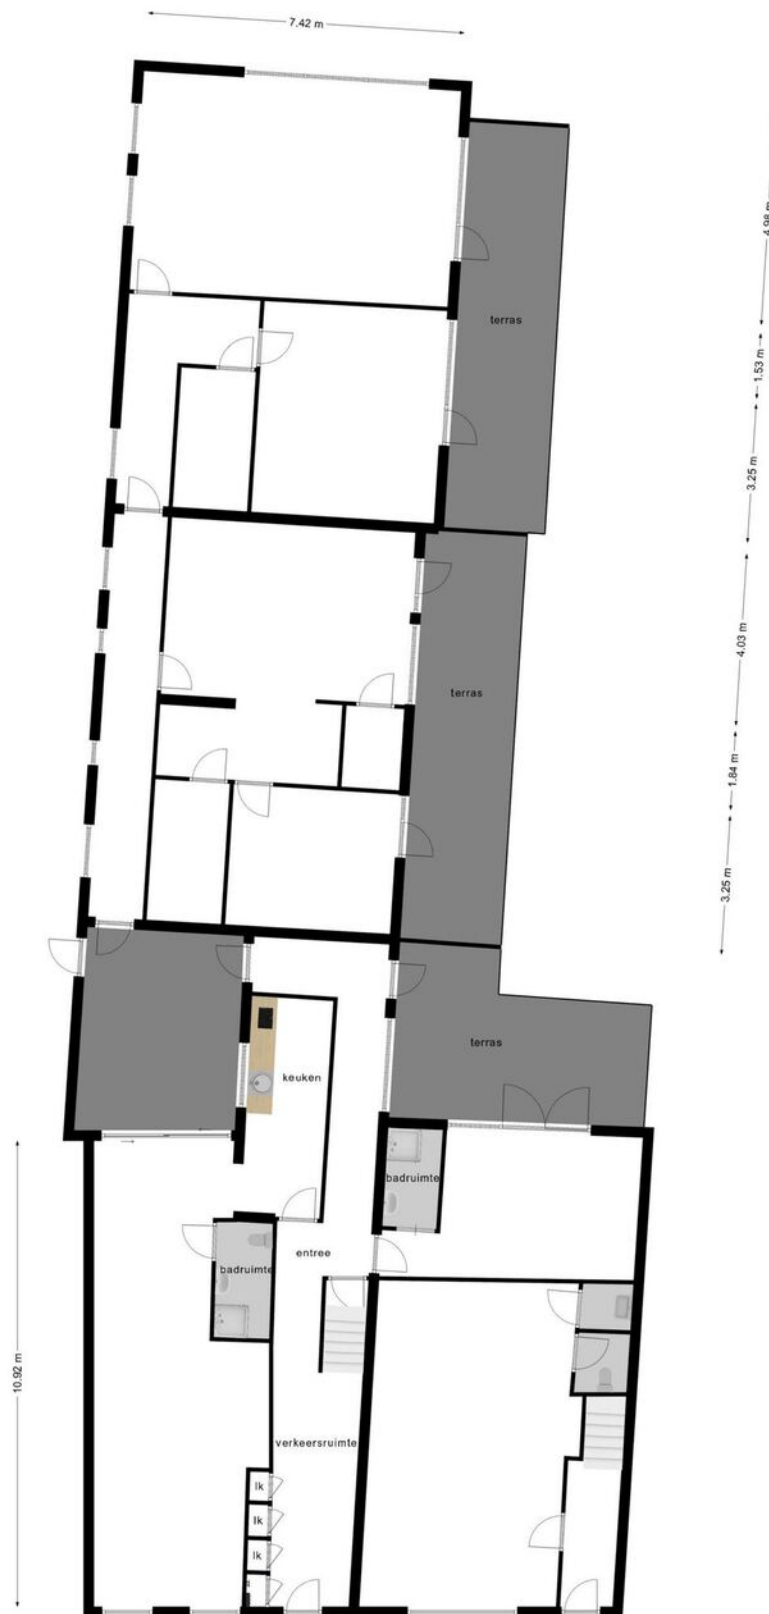 7.42 m
4.98 m
terras
1.53 m
3.25 m
4.03 m
terras
1.84 m
3.25 m
terras
keuken
badruimte
entree
badruimte
10.92 m
verkeersruimte
lk
lk
lk